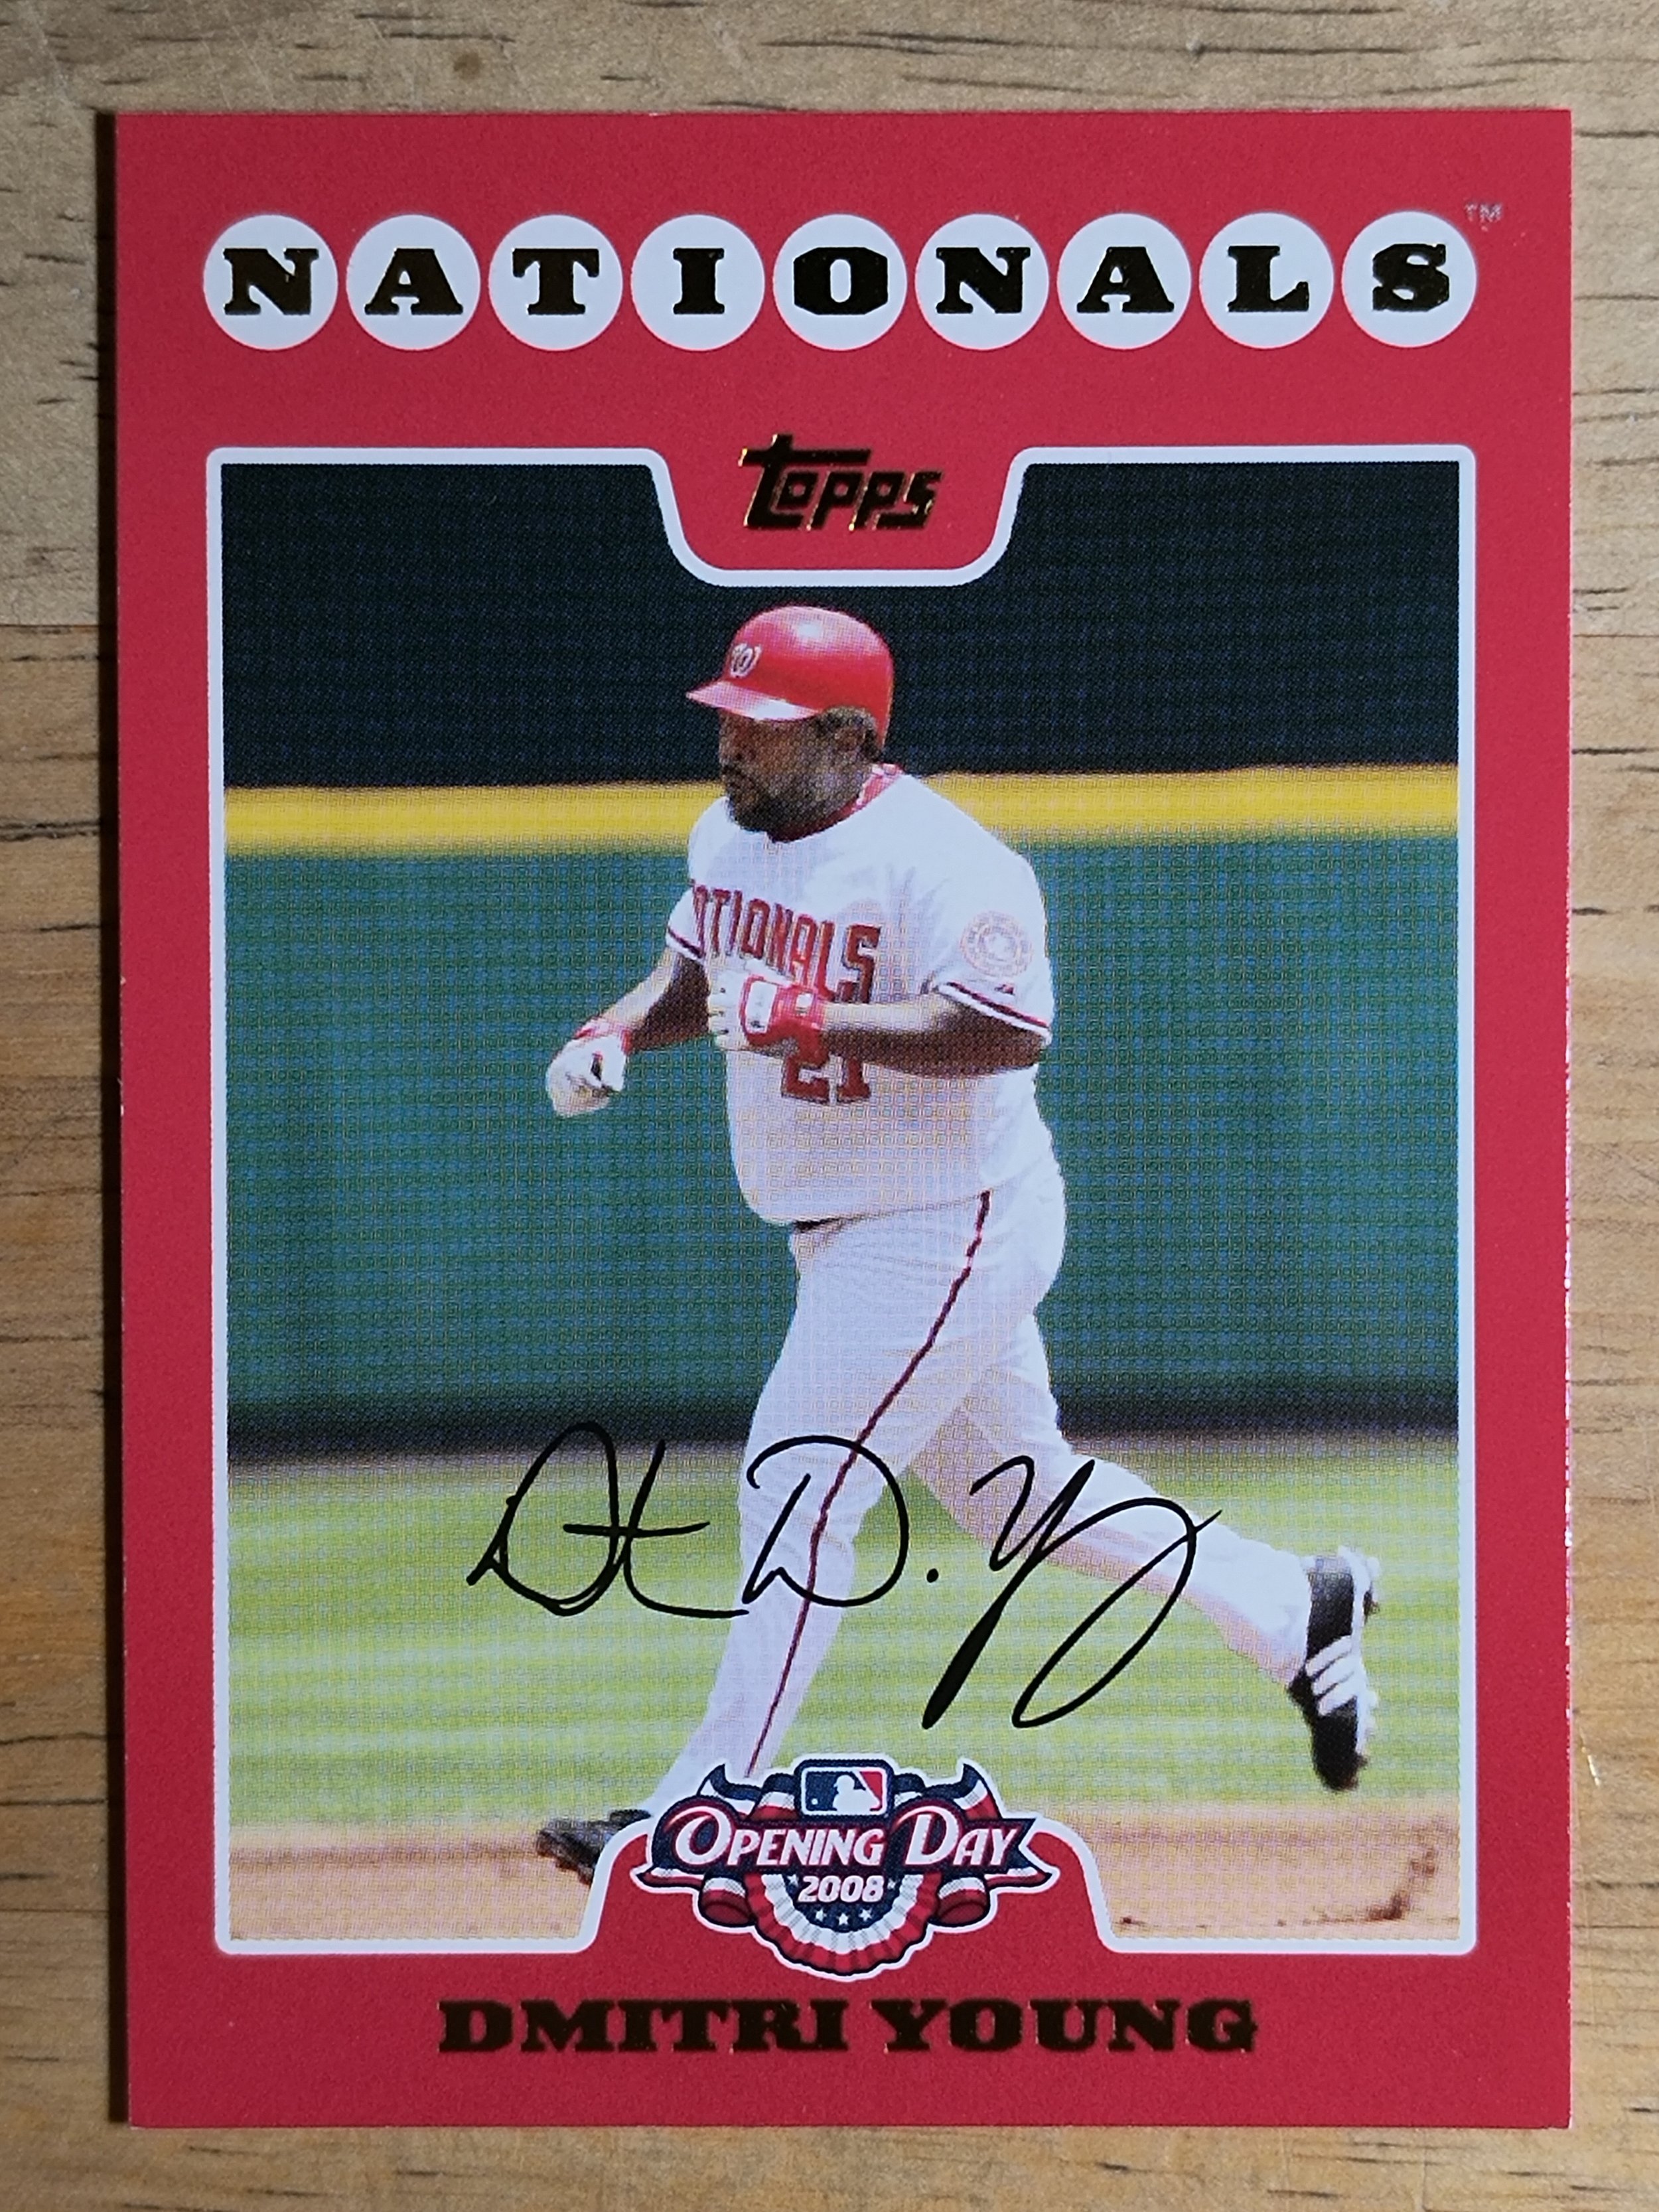 NATIONALS™
Topps
W
NATIONALS
21
OPENING DAY
2008
DMITRI YOUNG